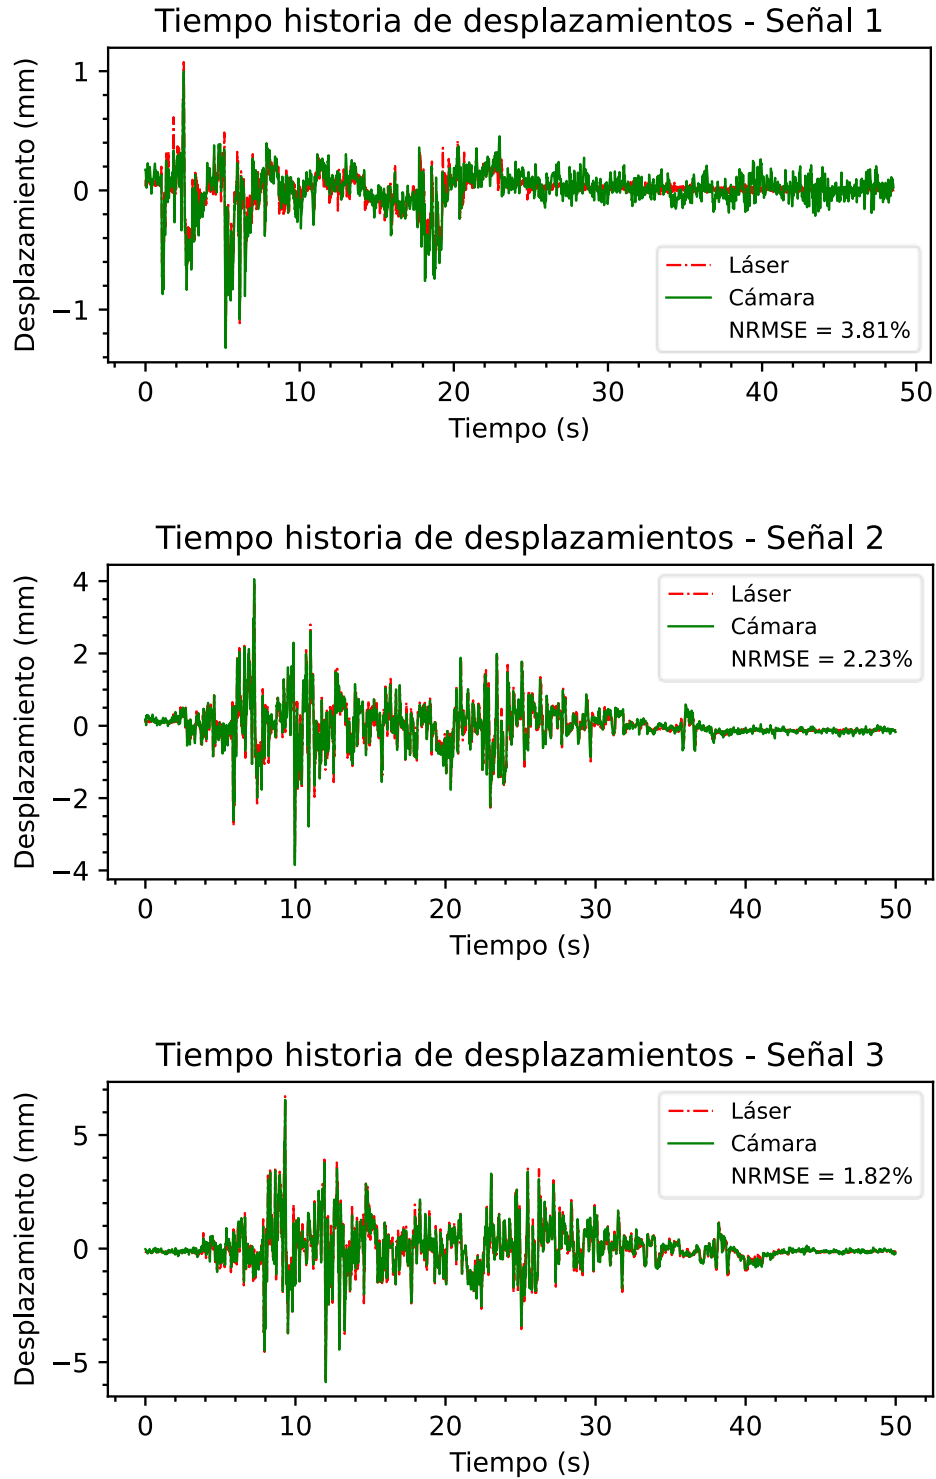 Tiempo historia de desplazamientos - Señal 1
Desplazamiento (mm)
1
0
−1
Láser
Cámara
NRMSE = 3.81%
0 10 20 30 40 50
Tiempo (s)
Tiempo historia de desplazamientos - Señal 2
Desplazamiento (mm)
4
2
0
−2
−4
Láser
Cámara
NRMSE = 2.23%
0 10 20 30 40 50
Tiempo (s)
Tiempo historia de desplazamientos - Señal 3
Desplazamiento (mm)
5
0
−5
Láser
Cámara
NRMSE = 1.82%
0 10 20 30 40 50
Tiempo (s)